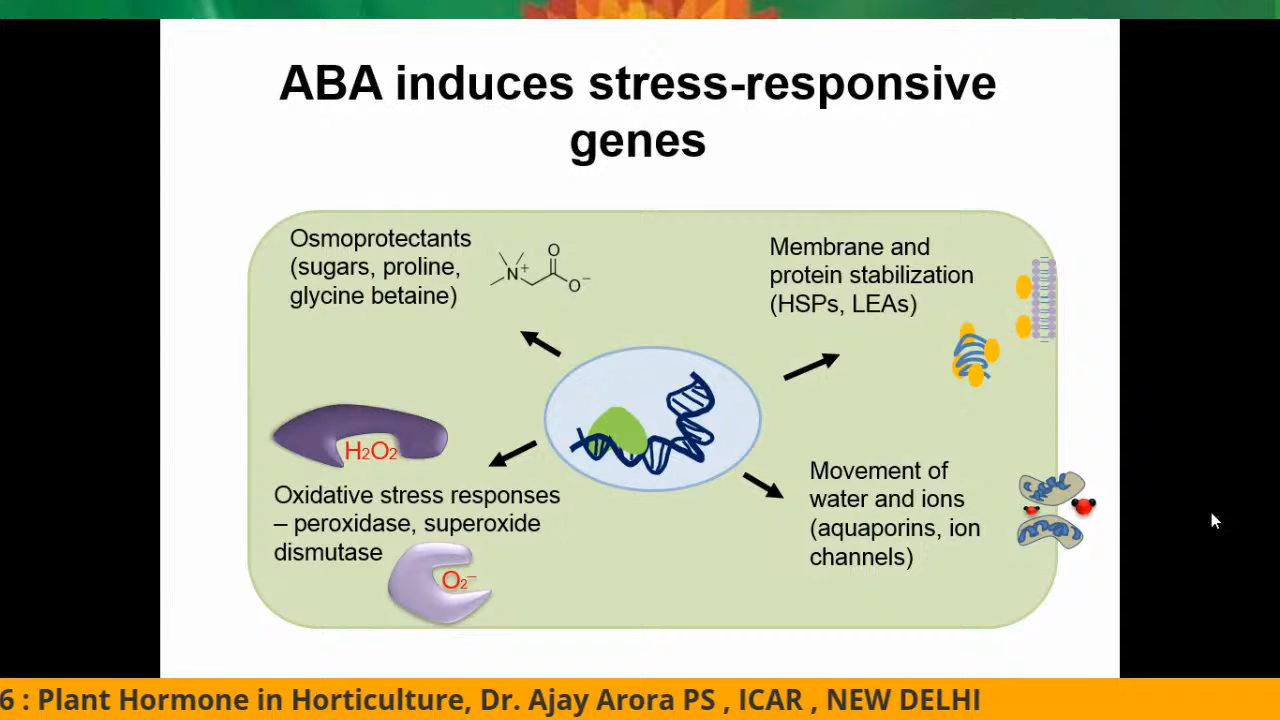 ABA induces stress-responsive
genes
Osmoprotectants
(sugars, proline,
glycine betaine)
N+
O
O−
Membrane and
protein stabilization
(HSPs, LEAs)
H₂O₂
Oxidative stress responses
– peroxidase, superoxide
dismutase
O₂−
Movement of
water and ions
(aquaporins, ion
channels)
6 : Plant Hormone in Horticulture, Dr. Ajay Arora PS , ICAR , NEW DELHI